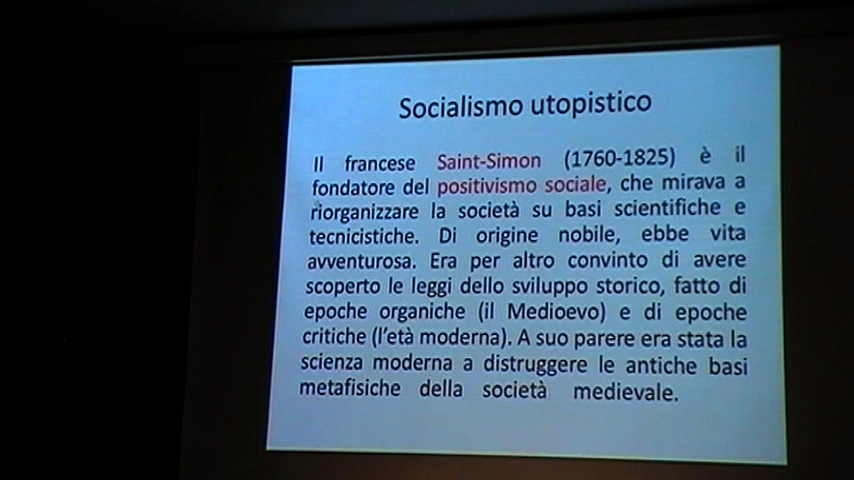 Socialismo utopistico
Il francese Saint-Simon (1760-1825) è il
fondatore del positivismo sociale, che mirava a
riorganizzare la società su basi scientifiche e
tecnicistiche. Di origine nobile, ebbe vita
avventurosa. Era per altro convinto di avere
scoperto le leggi dello sviluppo storico, fatto di
epoche organiche (il Medioevo) e di epoche
critiche (l'età moderna). A suo parere era stata la
scienza moderna a distruggere le antiche basi
metafisiche della società medievale.